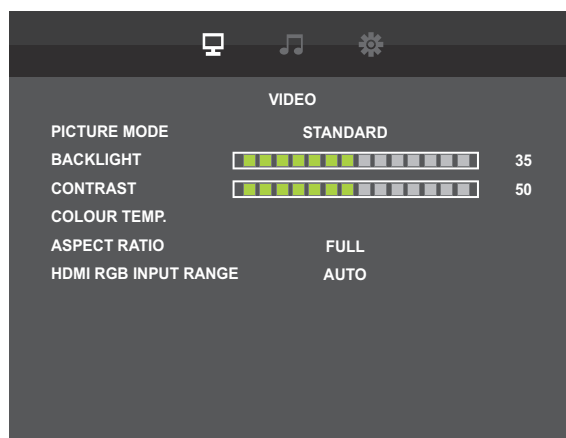 VIDEO
PICTURE MODE STANDARD
BACKLIGHT 35
CONTRAST 50
COLOUR TEMP.
ASPECT RATIO FULL
HDMI RGB INPUT RANGE AUTO